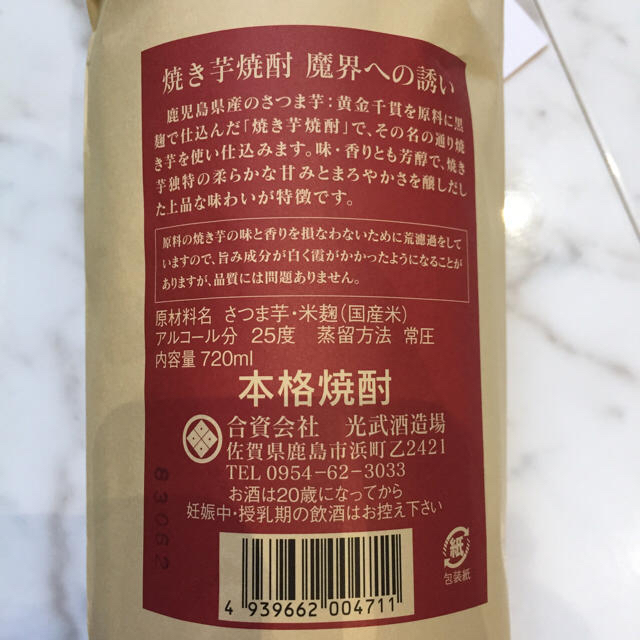 焼き芋焼酎 魔界への誘い
鹿児島県産のさつま芋：黄金千貫を原料に黒
麹で仕込んだ「焼き芋焼酎」で、その名の通り焼
き芋を使い仕込みます。味・香りとも芳醇で、焼き
芋独特の柔らかな甘みとまろやかさを醸しだし
た上品な味わいが特徴です。
原料の焼き芋の味と香りを損なわないために荒濾過をして
いますので、旨み成分が白く霞がかかったようになることが
ありますが、品質には問題ありません。
原材料名 さつま芋・米麹（国産米）
アルコール分 25度 蒸留方法 常圧
内容量 720ml
本格焼酎
合資会社 光武酒造場
佐賀県鹿島市浜町乙2421
TEL 0954-62-3033
お酒は20歳になってから
妊娠中・授乳期の飲酒はお控え下さい
紙
包装紙
4 939662 004711
83062